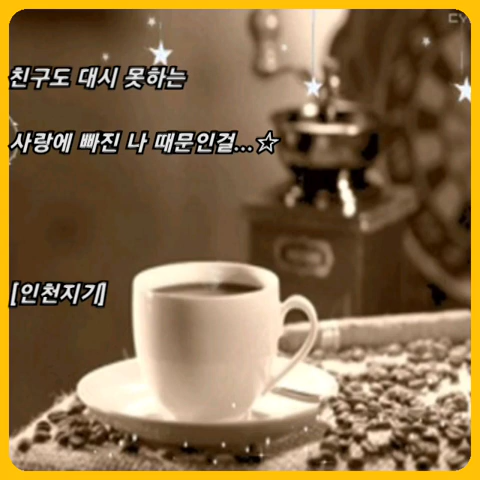 친구도 대시 못하는
사랑에 빠진 나 때문인걸...☆
[인천지기]